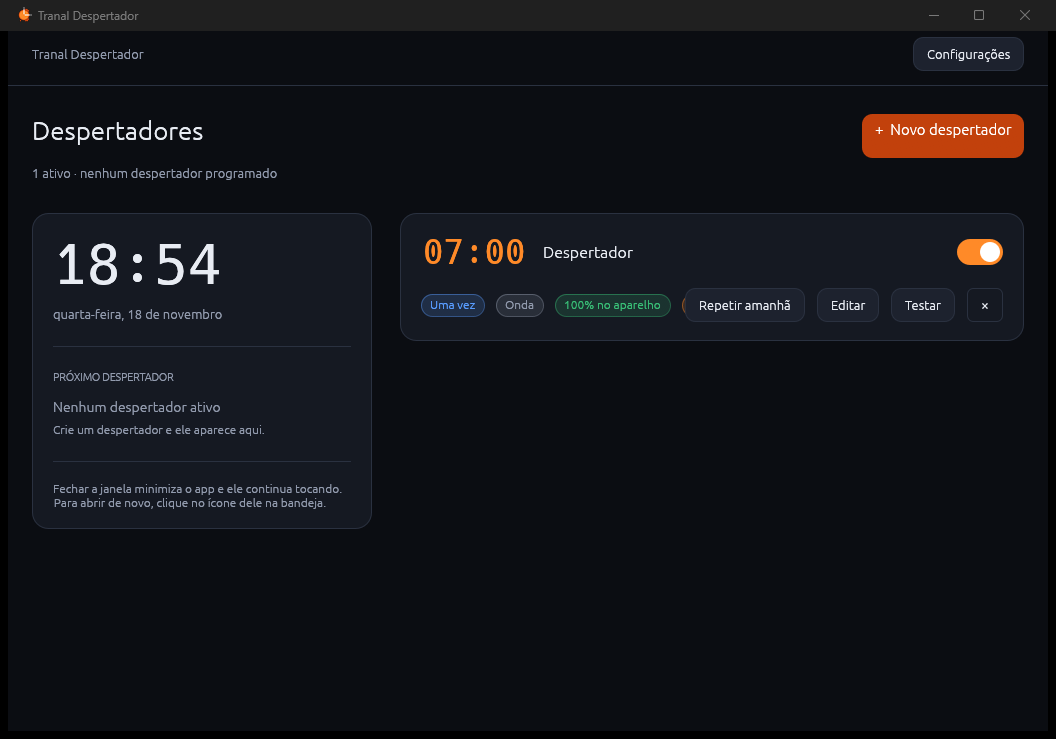 Tranal Despertador
Tranal Despertador
Configurações
Despertadores
+ Novo despertador
1 ativo · nenhum despertador programado
18:54
quarta-feira, 18 de novembro
PRÓXIMO DESPERTADOR
Nenhum despertador ativo
Crie um despertador e ele aparece aqui.
Fechar a janela minimiza o app e ele continua tocando.
Para abrir de novo, clique no ícone dele na bandeja.
07:00 Despertador
Uma vez Onda 100% no aparelho Repetir amanhã Editar Testar ×